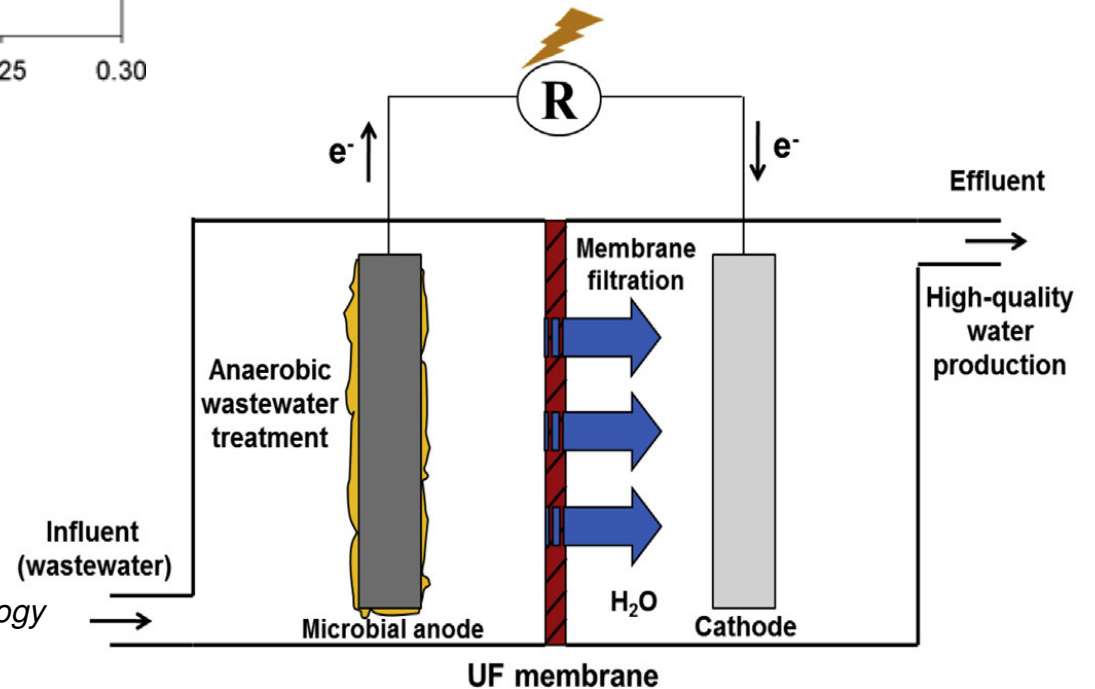 25
0.30
R
e-
e-
Effluent
Membrane
filtration
High-quality
water
production
Anaerobic
wastewater
treatment
Influent
(wastewater)
ogy
H₂O
Microbial anode
Cathode
UF membrane